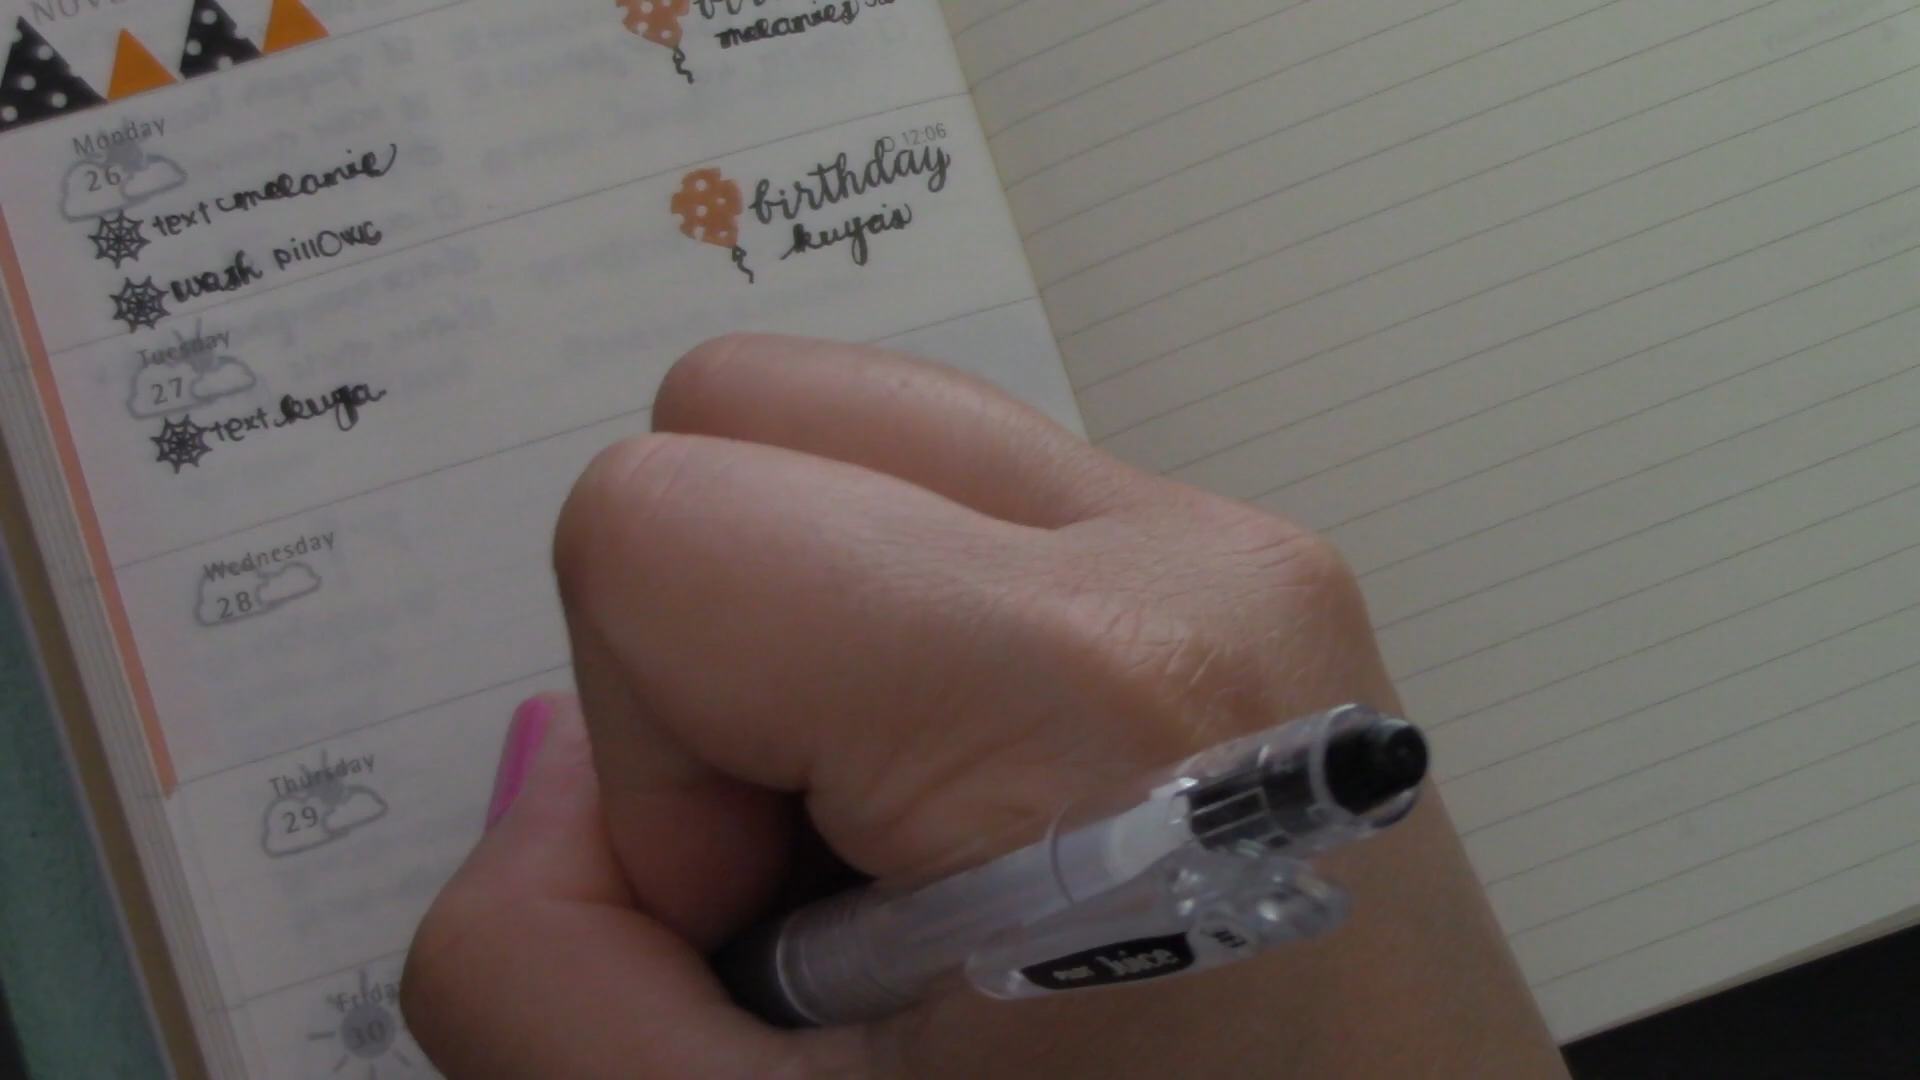 melanie's
Monday
26
text melanie
wash pillows
12:06
birthday
kuya's
Tuesday
27
text kuya
Wednesday
28
Thursday
29
Friday
30
Juice